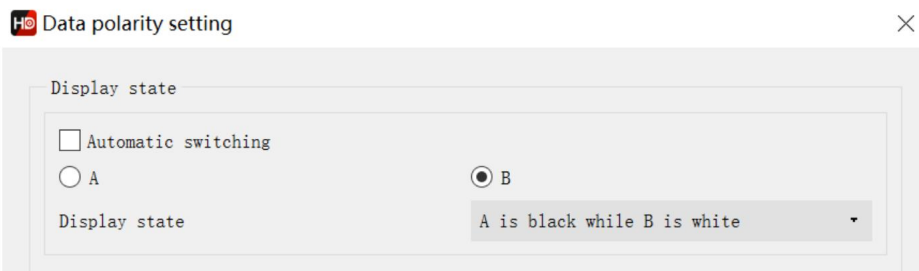 HD Data polarity setting
Display state
Automatic switching
A B
Display state A is black while B is white